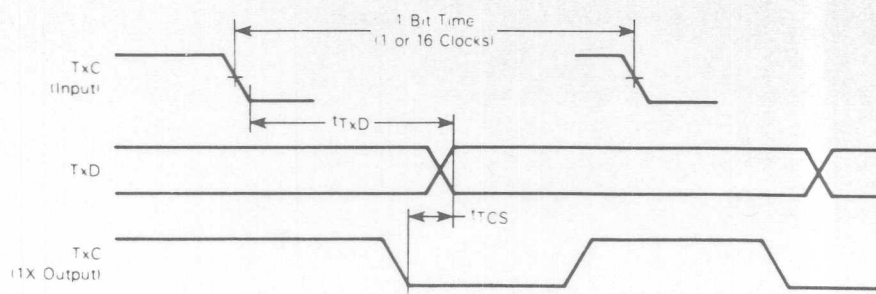 1 Bit Time
(1 or 16 Clocks)
TxC
(Input)
tTxD
TxD
tTCS
TxC
(1X Output)